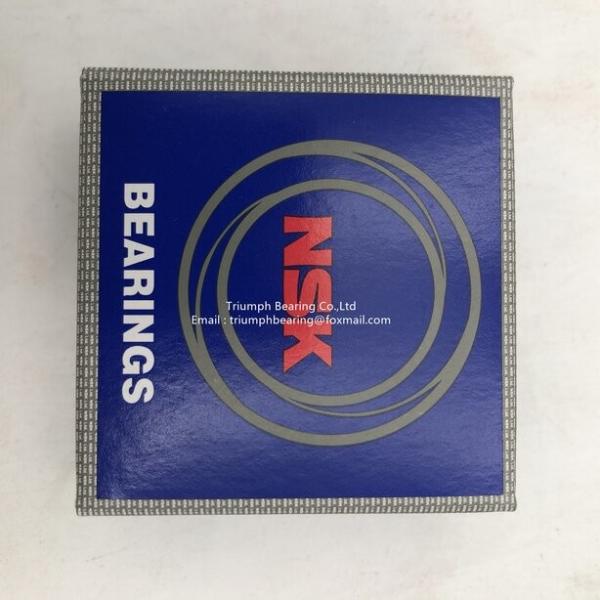 NSK
BEARINGS
Triumph Bearing Co.,Ltd
Email : triumphbearing@foxmail.com